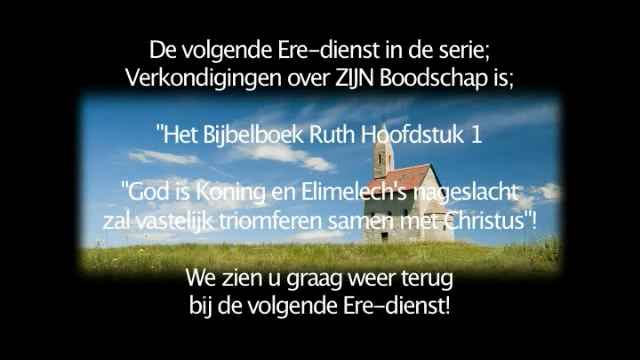 De volgende Ere-dienst in de serie;
Verkondigingen over ZIJN Boodschap is;
"Het Bijbelboek Ruth Hoofdstuk 1
"God is Koning en Elimelech's nageslacht
zal vastelijk triomferen samen met Christus"!
We zien u graag weer terug
bij de volgende Ere-dienst!